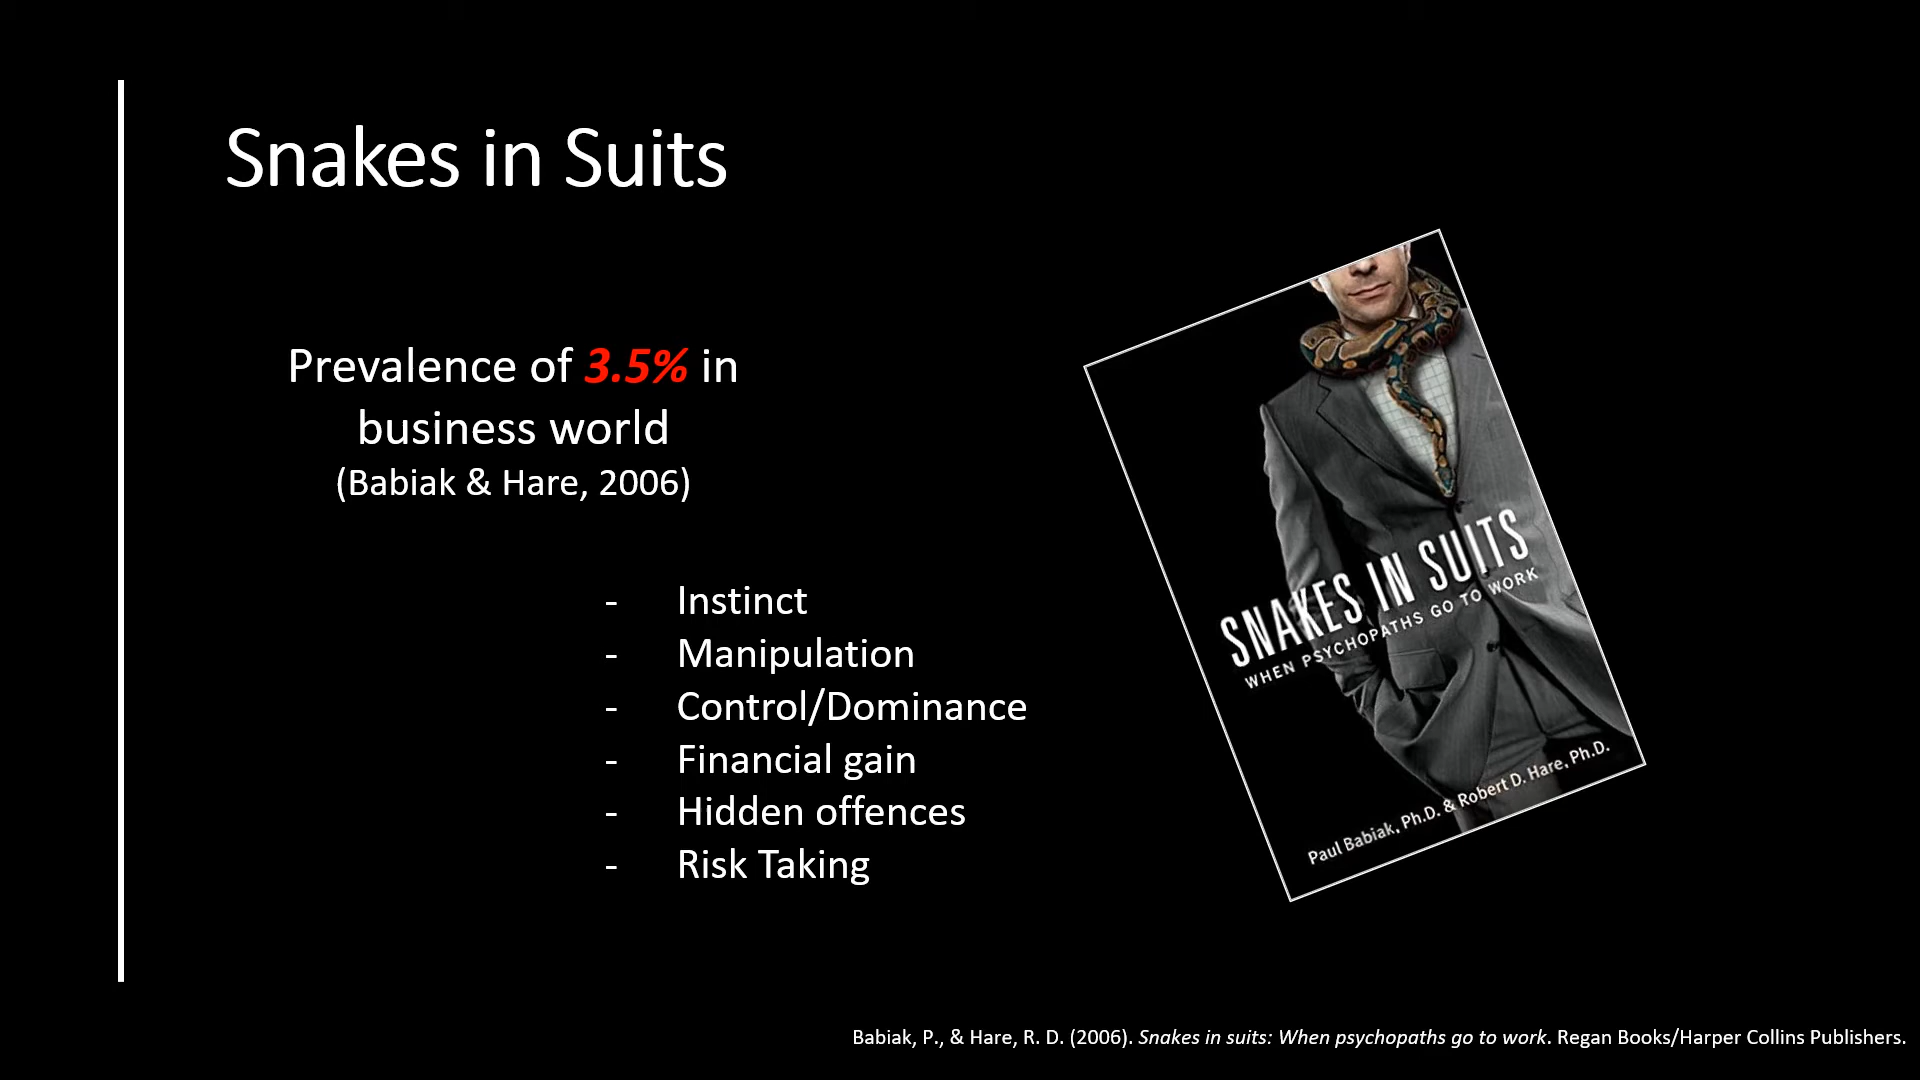 Snakes in Suits
Prevalence of 3.5% in
business world
(Babiak & Hare, 2006)
- Instinct
- Manipulation
- Control/Dominance
- Financial gain
- Hidden offences
- Risk Taking
SNAKES IN SUITS
WHEN PSYCHOPATHS GO TO WORK
Paul Babiak, Ph.D. & Robert D. Hare, Ph.D.
Babiak, P., & Hare, R. D. (2006). Snakes in suits: When psychopaths go to work. Regan Books/Harper Collins Publishers.